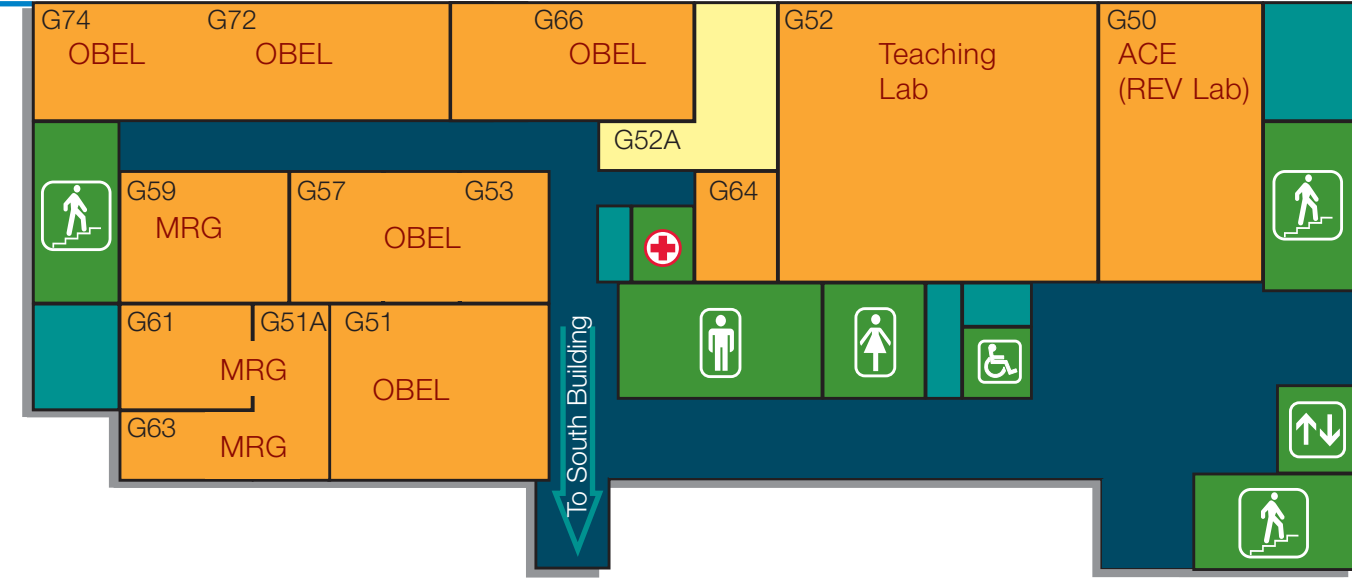 G74
OBEL
G72
OBEL
G66
OBEL
G52A
G52
Teaching
Lab
G50
ACE
(REV Lab)
G59
MRG
G57
G53
OBEL
G64
G61
G51A
MRG
G63
MRG
G51
OBEL
To South Building